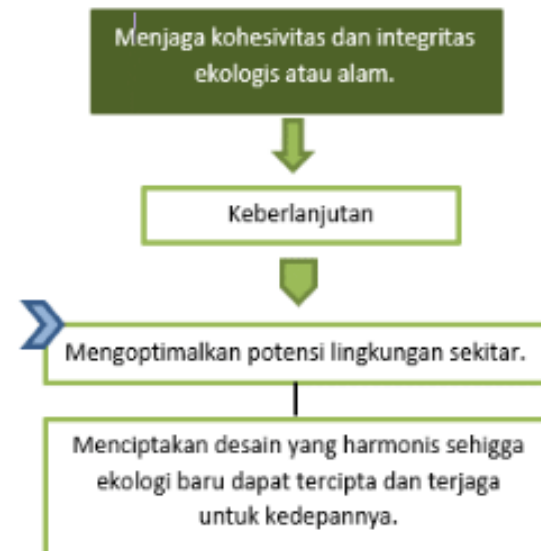 Menjaga kohesivitas dan integritas
ekologis atau alam.
Keberlanjutan
Mengoptimalkan potensi lingkungan sekitar.
Menciptakan desain yang harmonis sehigga
ekologi baru dapat tercipta dan terjaga
untuk kedepannya.